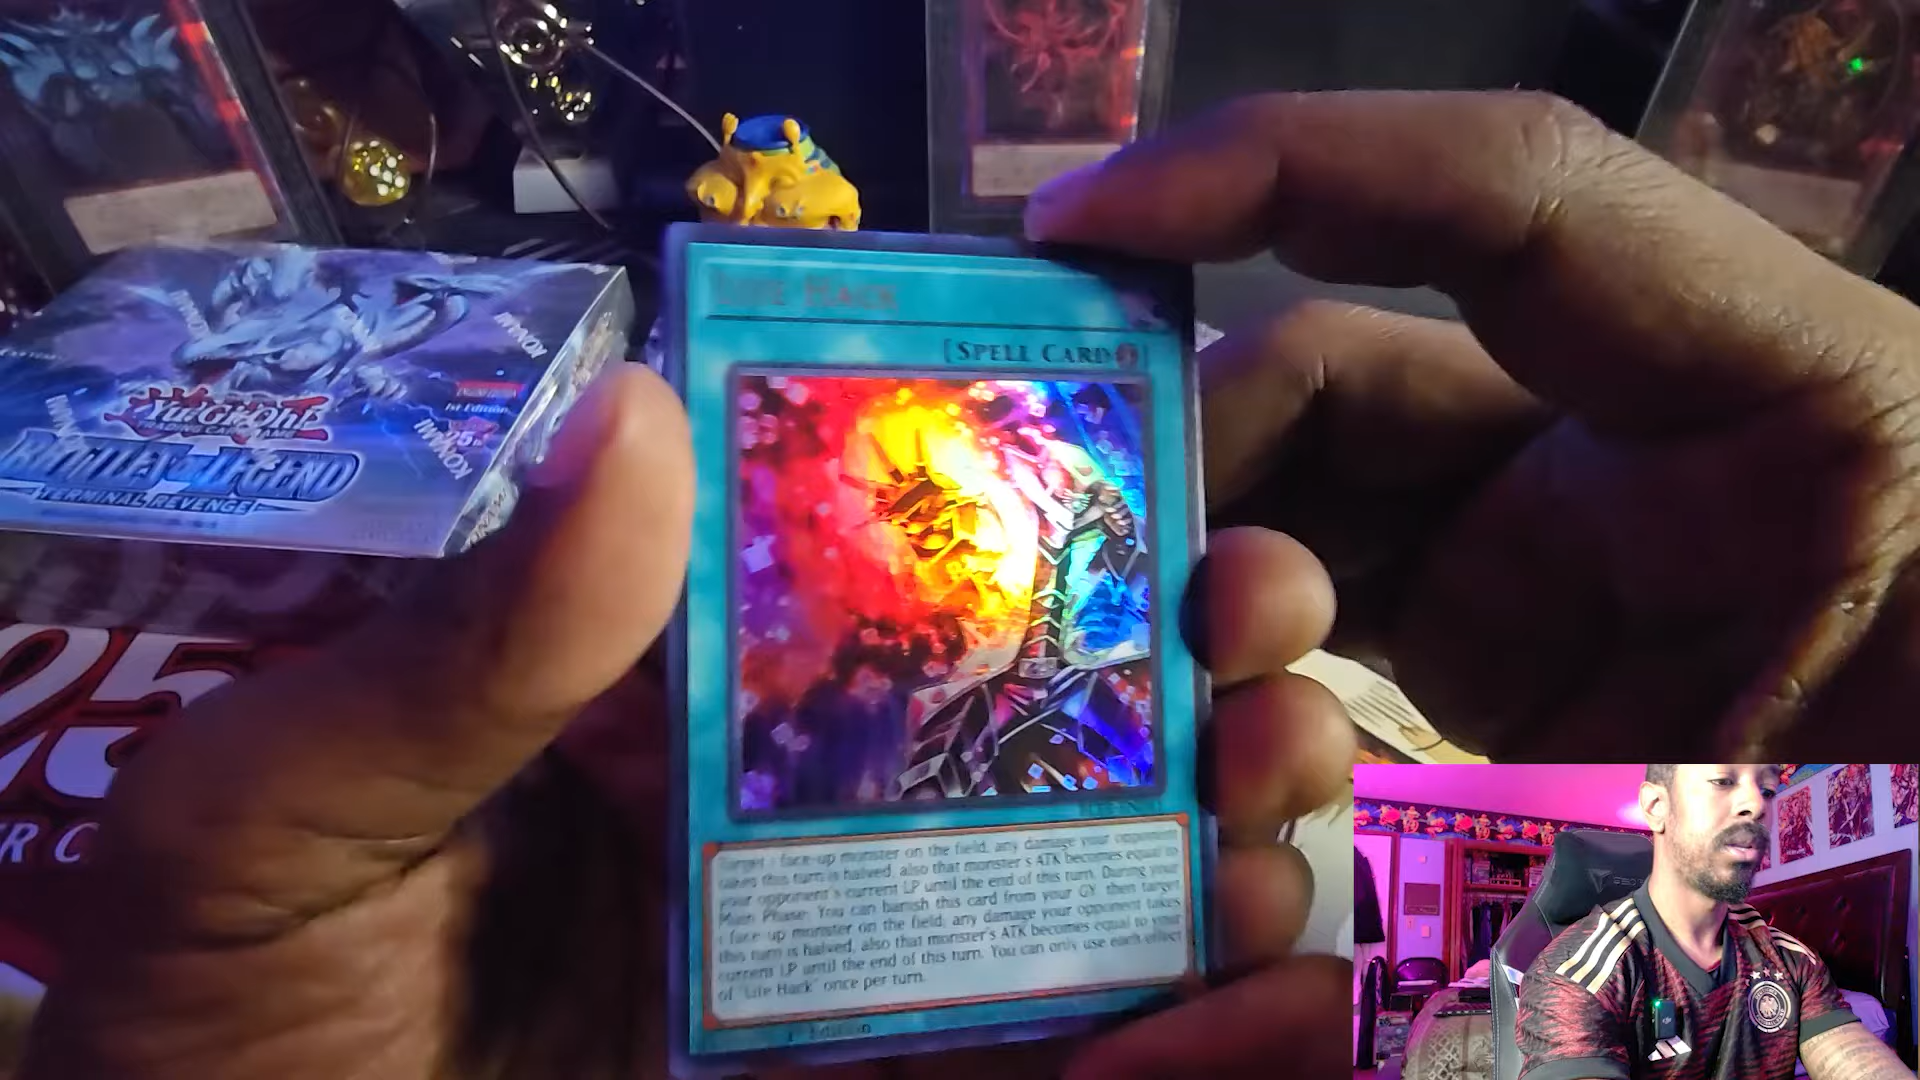 Life Hack
[Spell Card
Target 1 face-up monster on the field; any damage your opponent
takes this turn is halved, also that monster's ATK becomes equal to
your opponent's current LP until the end of this turn. During your
Main Phase: You can banish this card from your GY, then target
1 face-up monster on the field; any damage your opponent takes
this turn is halved, also that monster's ATK becomes equal to your
current LP until the end of this turn. You can only use each effect
of "Life Hack" once per turn.
1st Edition
KONAMI
KONAMI
Yu-Gi-Oh!
TRADING CARD GAME
1st Edition
KONAMI
BATTLES OF LEGEND
TERMINAL REVENGE
25
R C